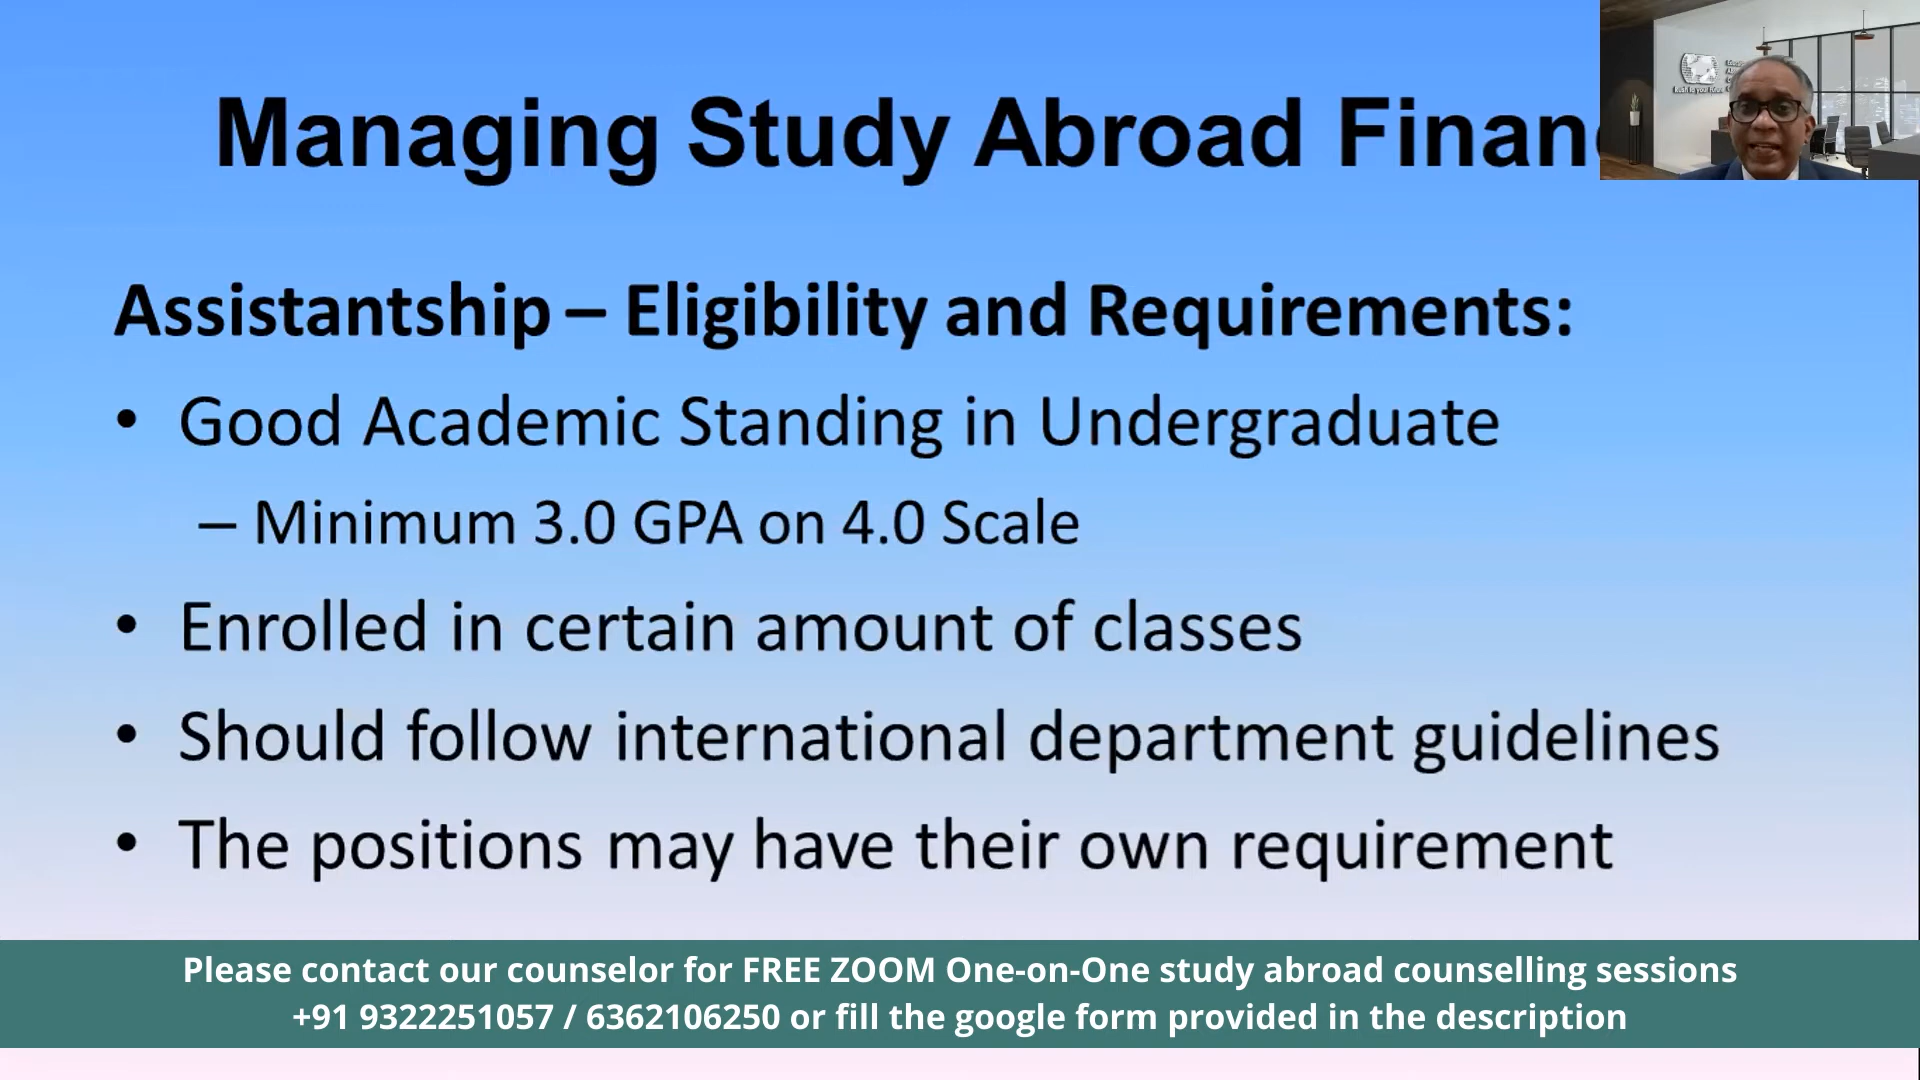 Managing Study Abroad Finan
Assistantship – Eligibility and Requirements:
• Good Academic Standing in Undergraduate
– Minimum 3.0 GPA on 4.0 Scale
• Enrolled in certain amount of classes
• Should follow international department guidelines
• The positions may have their own requirement
Please contact our counselor for FREE ZOOM One-on-One study abroad counselling sessions
+91 9322251057 / 6362106250 or fill the google form provided in the description